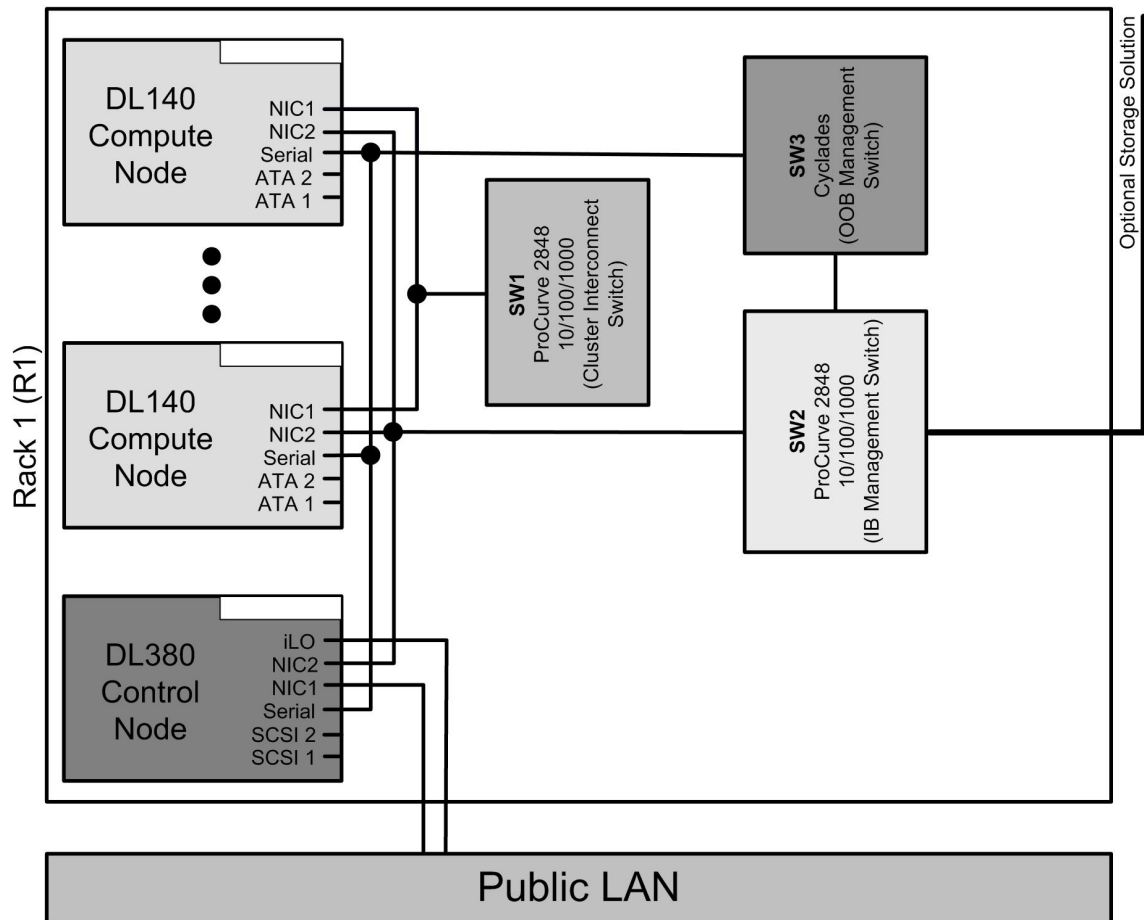 Rack 1 (R1)
DL140
Compute
Node
NIC1
NIC2
Serial
ATA 2
ATA 1
DL140
Compute
Node
NIC1
NIC2
Serial
ATA 2
ATA 1
DL380
Control
Node
iLO
NIC2
NIC1
Serial
SCSI 2
SCSI 1
SW1
ProCurve 2848
10/100/1000
(Cluster Interconnect
Switch)
SW3
Cyclades
(OOB Management
Switch)
SW2
ProCurve 2848
10/100/1000
(IB Management Switch)
Optional Storage Solution
Public LAN